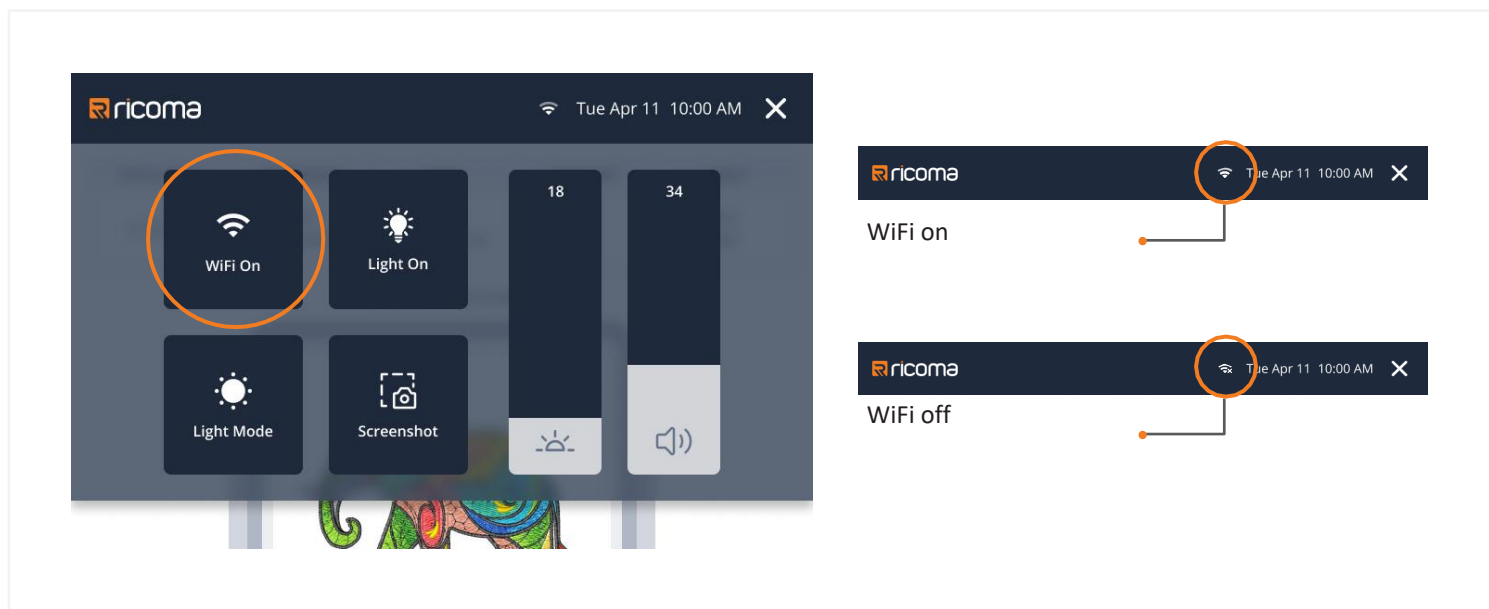 ricoma
Tue Apr 11 10:00 AM
WiFi On
Light On
18
34
Light Mode
Screenshot
ricoma
Tue Apr 11 10:00 AM
WiFi on
ricoma
Tue Apr 11 10:00 AM
WiFi off